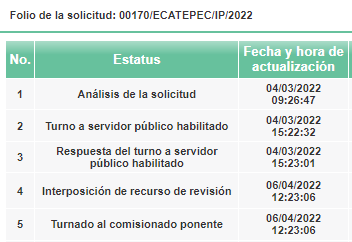 Folio de la solicitud: 00170/ECATEPEC/IP/2022
No. Estatus Fecha y hora de
actualización
1 Análisis de la solicitud 04/03/2022
09:26:47
2 Turno a servidor público habilitado 04/03/2022
15:22:32
3 Respuesta del turno a servidor
público habilitado 04/03/2022
15:23:01
4 Interposición de recurso de revisión 06/04/2022
12:23:06
5 Turnado al comisionado ponente 06/04/2022
12:23:06